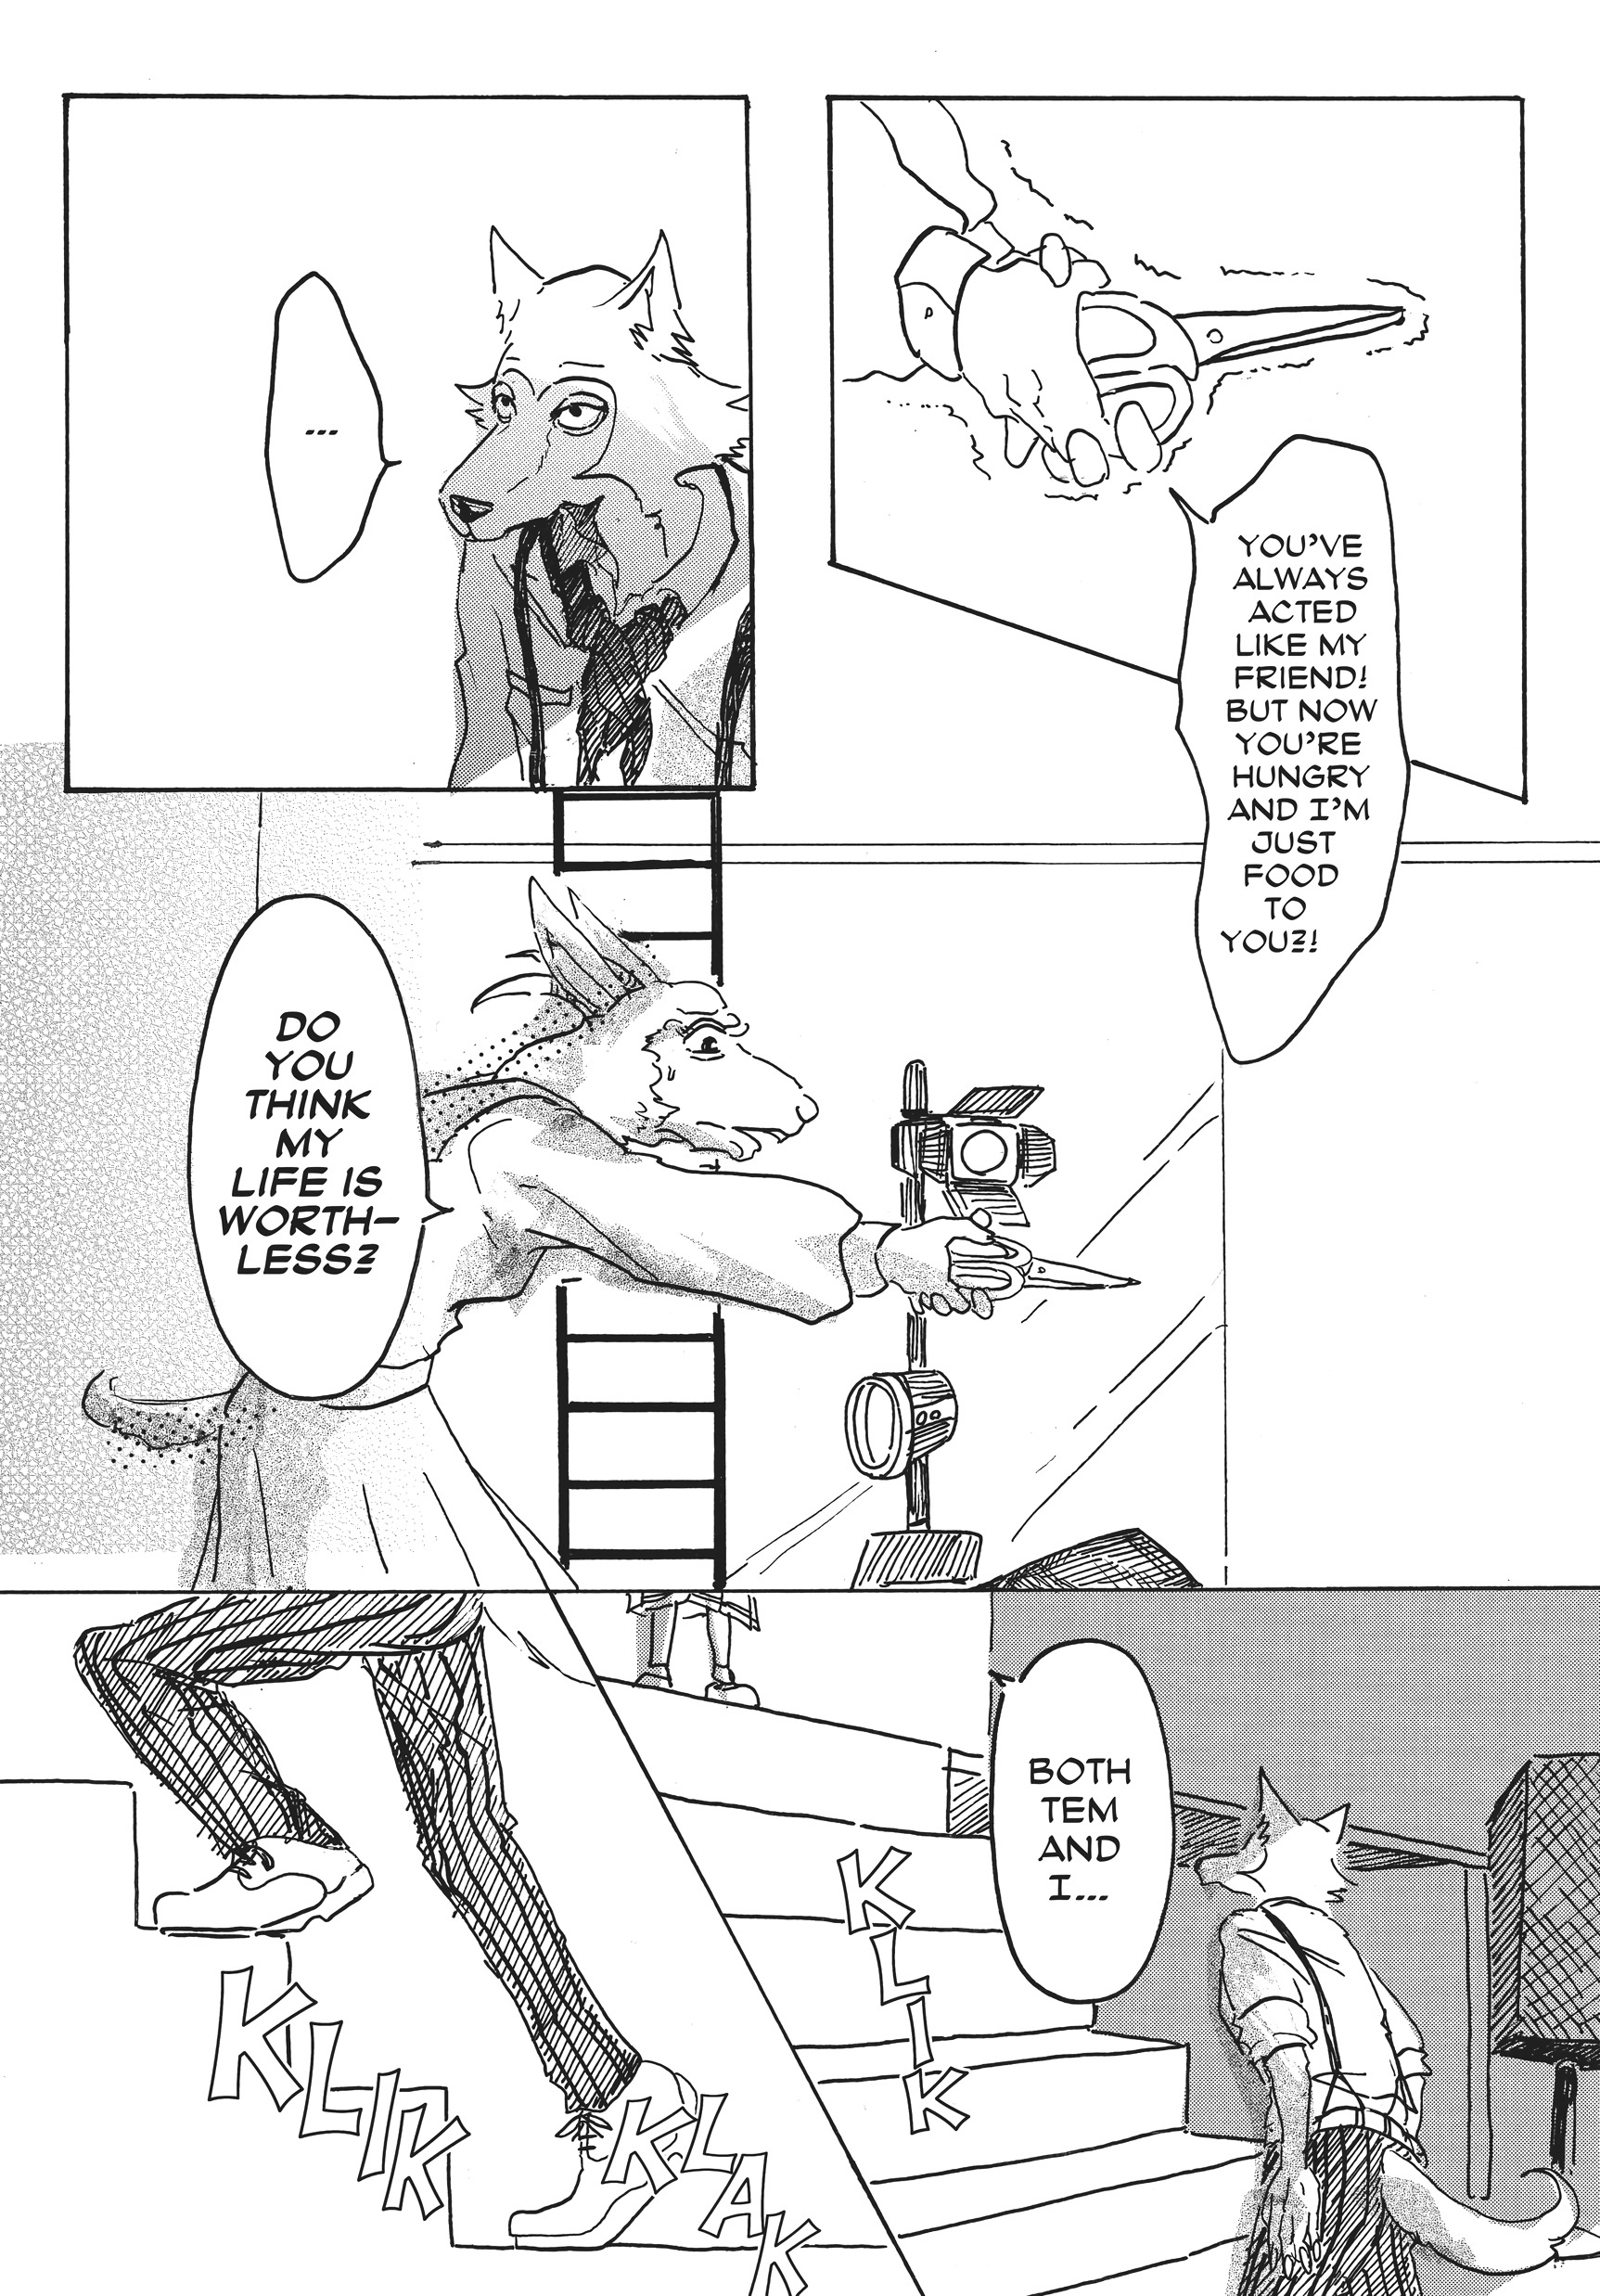 YOU'VE
ALWAYS
ACTED
LIKE MY
FRIEND!
BUT NOW
YOU'RE
HUNGRY
AND I'M
JUST
FOOD
TO
YOU?!
...
DO
YOU
THINK
MY
LIFE IS
WORTH-
LESS?
BOTH
TEM
AND
I...
KLIK
KLIK
KLAK